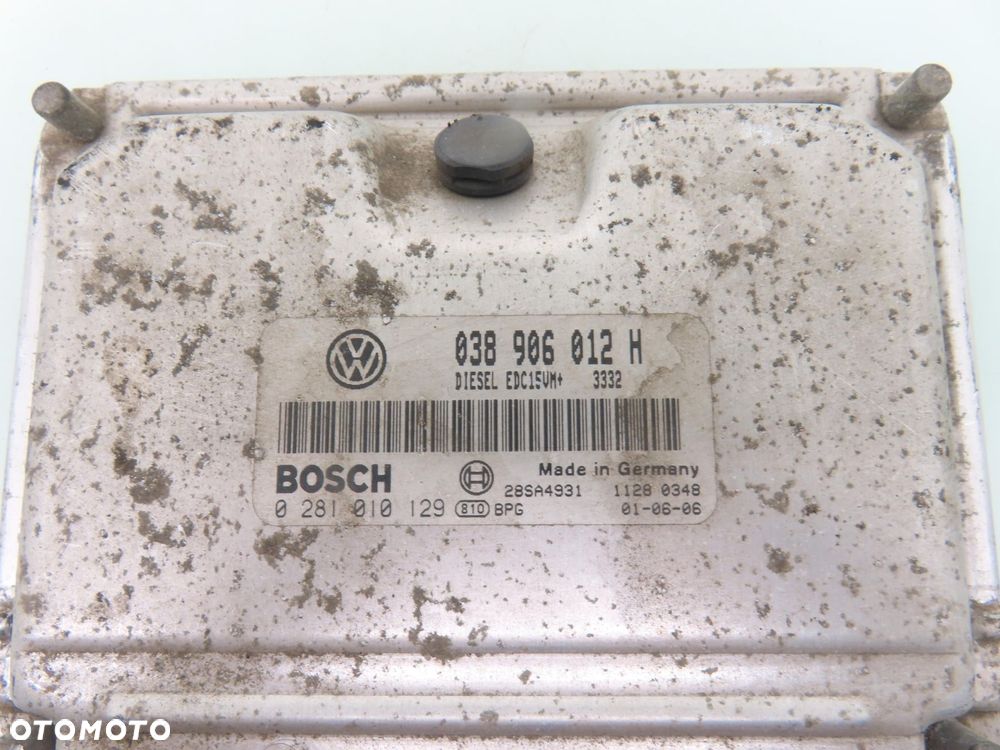 VW
038 906 012 H
DIESEL EDC15VM+ 3332
BOSCH
Made in Germany
28SA4931 1128 0348
0 281 010 129 810 BPG 01-06-06
OTOMOTO